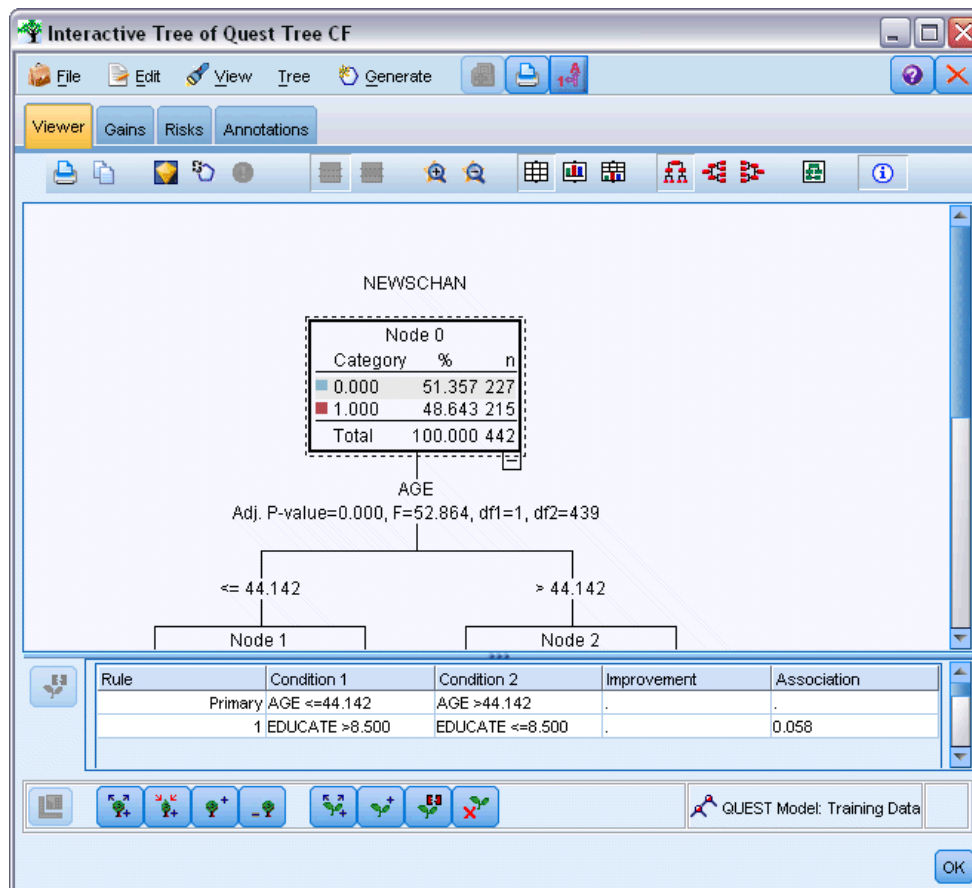 Interactive Tree of Quest Tree CF
File Edit View Tree Generate
Viewer Gains Risks Annotations
NEWSCHAN
Node 0
Category % n
0.000 51.357 227
1.000 48.643 215
Total 100.000 442
AGE
Adj. P-value=0.000, F=52.864, df1=1, df2=439
<= 44.142 > 44.142
Node 1 Node 2
Rule Condition 1 Condition 2 Improvement Association
Primary AGE <=44.142 AGE >44.142 . .
1 EDUCATE >8.500 EDUCATE <=8.500 . 0.058
QUEST Model: Training Data
OK